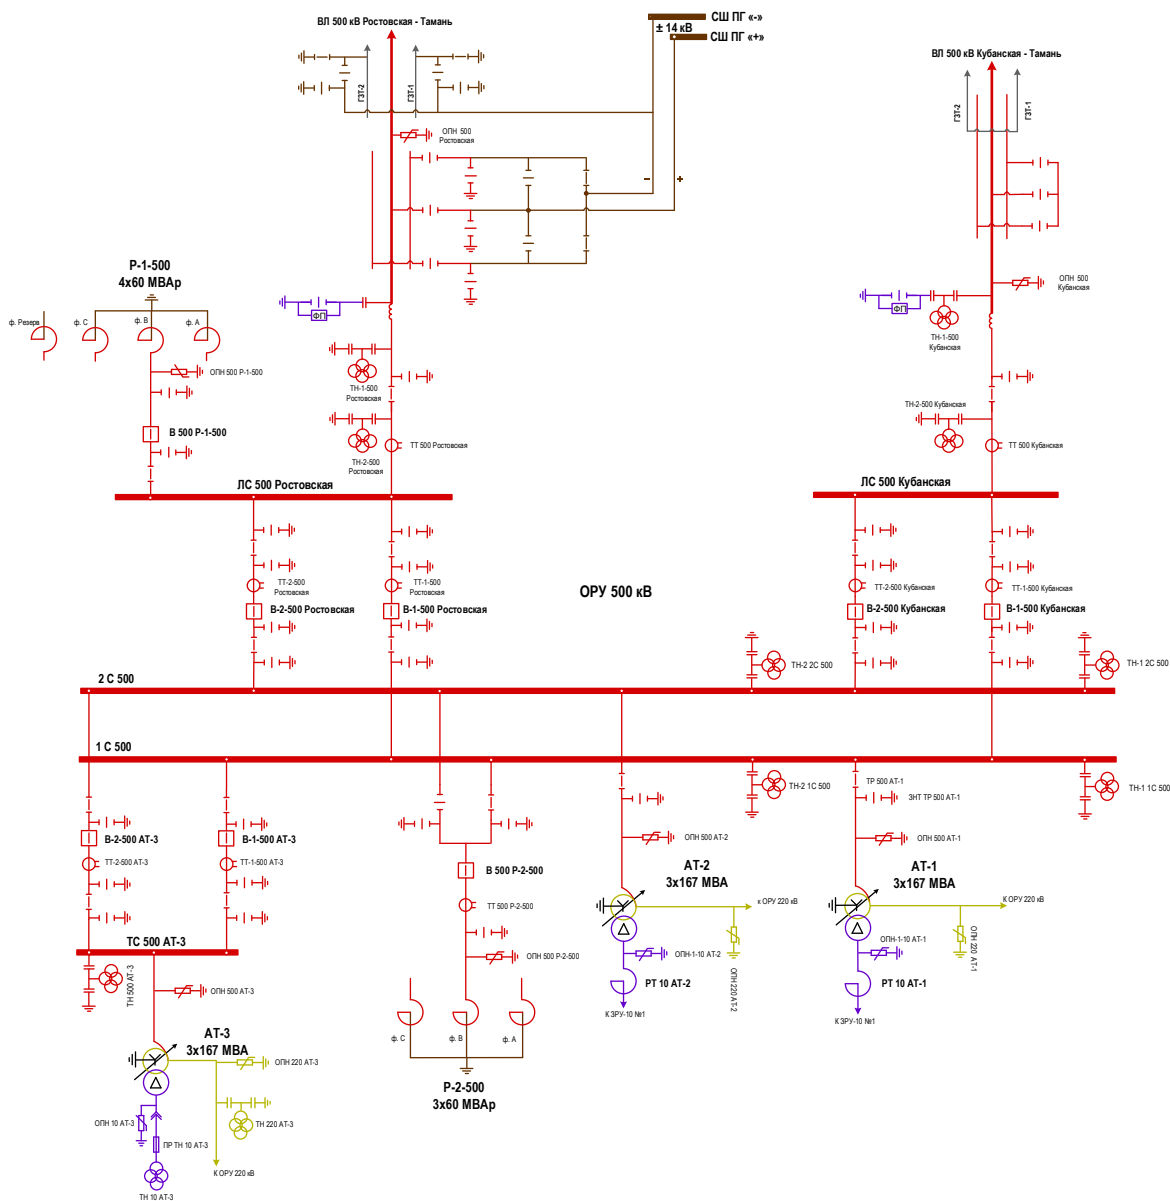 СШ ПГ «-»
± 14 кВ
СШ ПГ «+»
ВЛ 500 кВ Ростовская - Тамань
ВЛ 500 кВ Кубанская - Тамань
ГЗТ-2
ГЗТ-1
ГЗТ-2
ГЗТ-1
ОПН 500
Ростовская
-
+
Р-1-500
4х60 МВАр
ОПН 500
Кубанская
ФП
ФП
ф. Резерв
ф. С
ф. В
ф. А
ТН-1-500
Кубанская
ОПН 500 Р-1-500
ТН-1-500
Ростовская
ТН-2-500 Кубанская
В 500 Р-1-500
ТТ 500 Ростовская
ТТ 500 Кубанская
ТН-2-500
Ростовская
ЛС 500 Ростовская
ЛС 500 Кубанская
ТТ-2-500
Ростовская
ТТ-1-500
Ростовская
ОРУ 500 кВ
ТТ-2-500 Кубанская
ТТ-1-500 Кубанская
В-2-500 Ростовская
В-1-500 Ростовская
В-2-500 Кубанская
В-1-500 Кубанская
ТН-2 2С 500
ТН-1 2С 500
2 С 500
1 С 500
ТР 500 АТ-1
ТН-2 1С 500
ТН-1 1С 500
ЗНТ ТР 500 АТ-1
В-2-500 АТ-3
В-1-500 АТ-3
ОПН 500 АТ-2
ОПН 500 АТ-1
ТТ-2-500 АТ-3
ТТ-1-500 АТ-3
В 500 Р-2-500
АТ-2
3х167 МВА
АТ-1
3х167 МВА
ТТ 500 Р-2-500
к ОРУ 220 кВ
К ОРУ 220 кВ
ТС 500 АТ-3
ОПН 500 Р-2-500
ОПН-1-10 АТ-2
ОПН-1-10 АТ-1
ОПН 220 АТ-2
ОПН 220 АТ-1
ТН 500 АТ-3
ОПН 500 АТ-3
РТ 10 АТ-2
РТ 10 АТ-1
К ЗРУ-10 №1
К ЗРУ-10 №1
АТ-3
3х167 МВА
ф. С
ф. В
ф. А
ОПН 220 АТ-3
Р-2-500
3х60 МВАр
ОПН 10 АТ-3
ТН 220 АТ-3
ПР ТН 10 АТ-3
К ОРУ 220 кВ
ТН 10 АТ-3